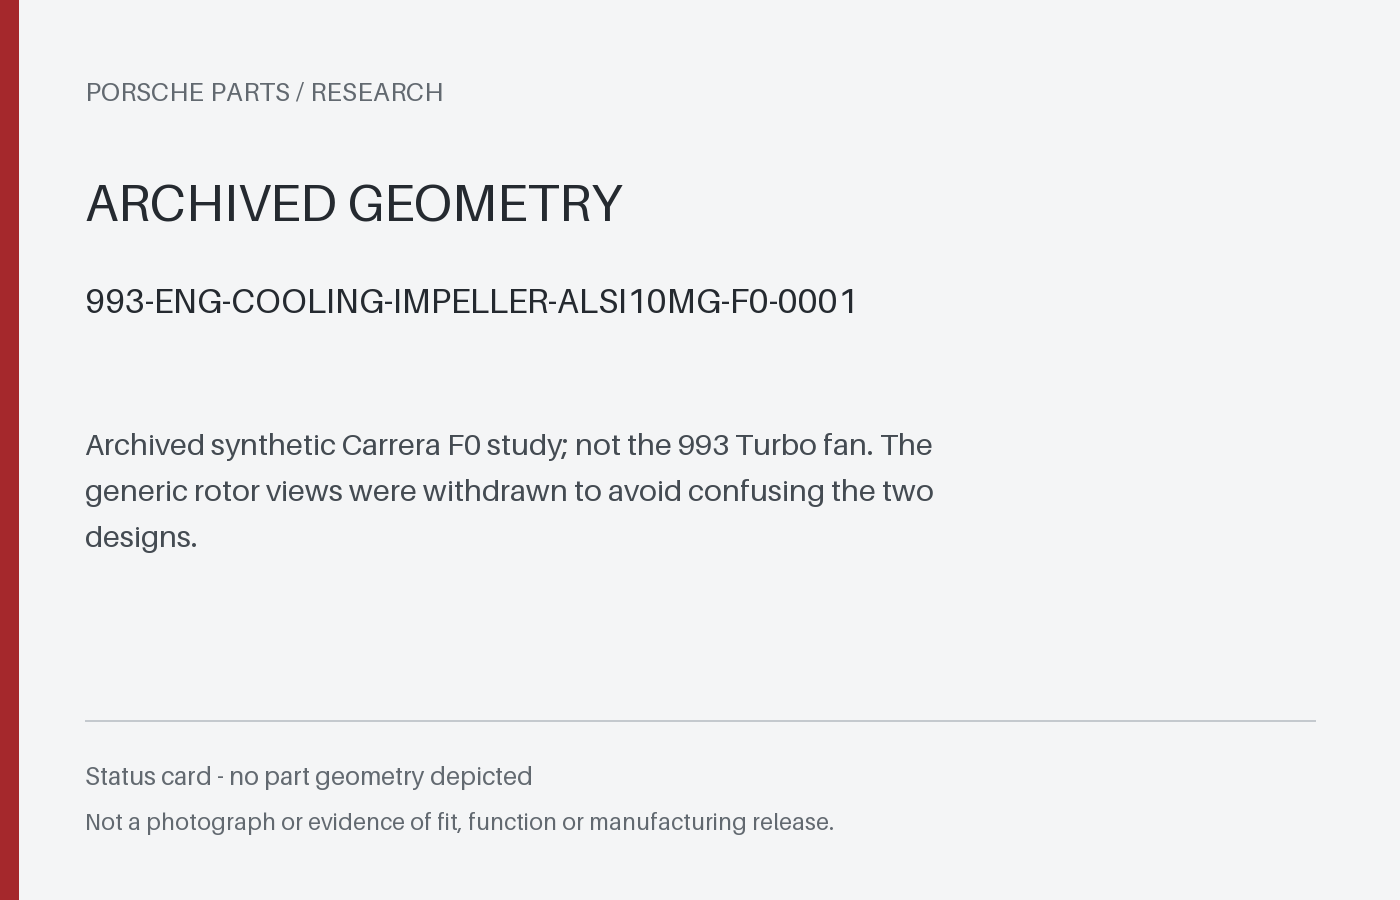 PORSCHE PARTS / RESEARCH
ARCHIVED GEOMETRY
993-ENG-COOLING-IMPELLER-ALSI10MG-F0-0001
Archived synthetic Carrera F0 study; not the 993 Turbo fan. The
generic rotor views were withdrawn to avoid confusing the two
designs.
Status card - no part geometry depicted
Not a photograph or evidence of fit, function or manufacturing release.